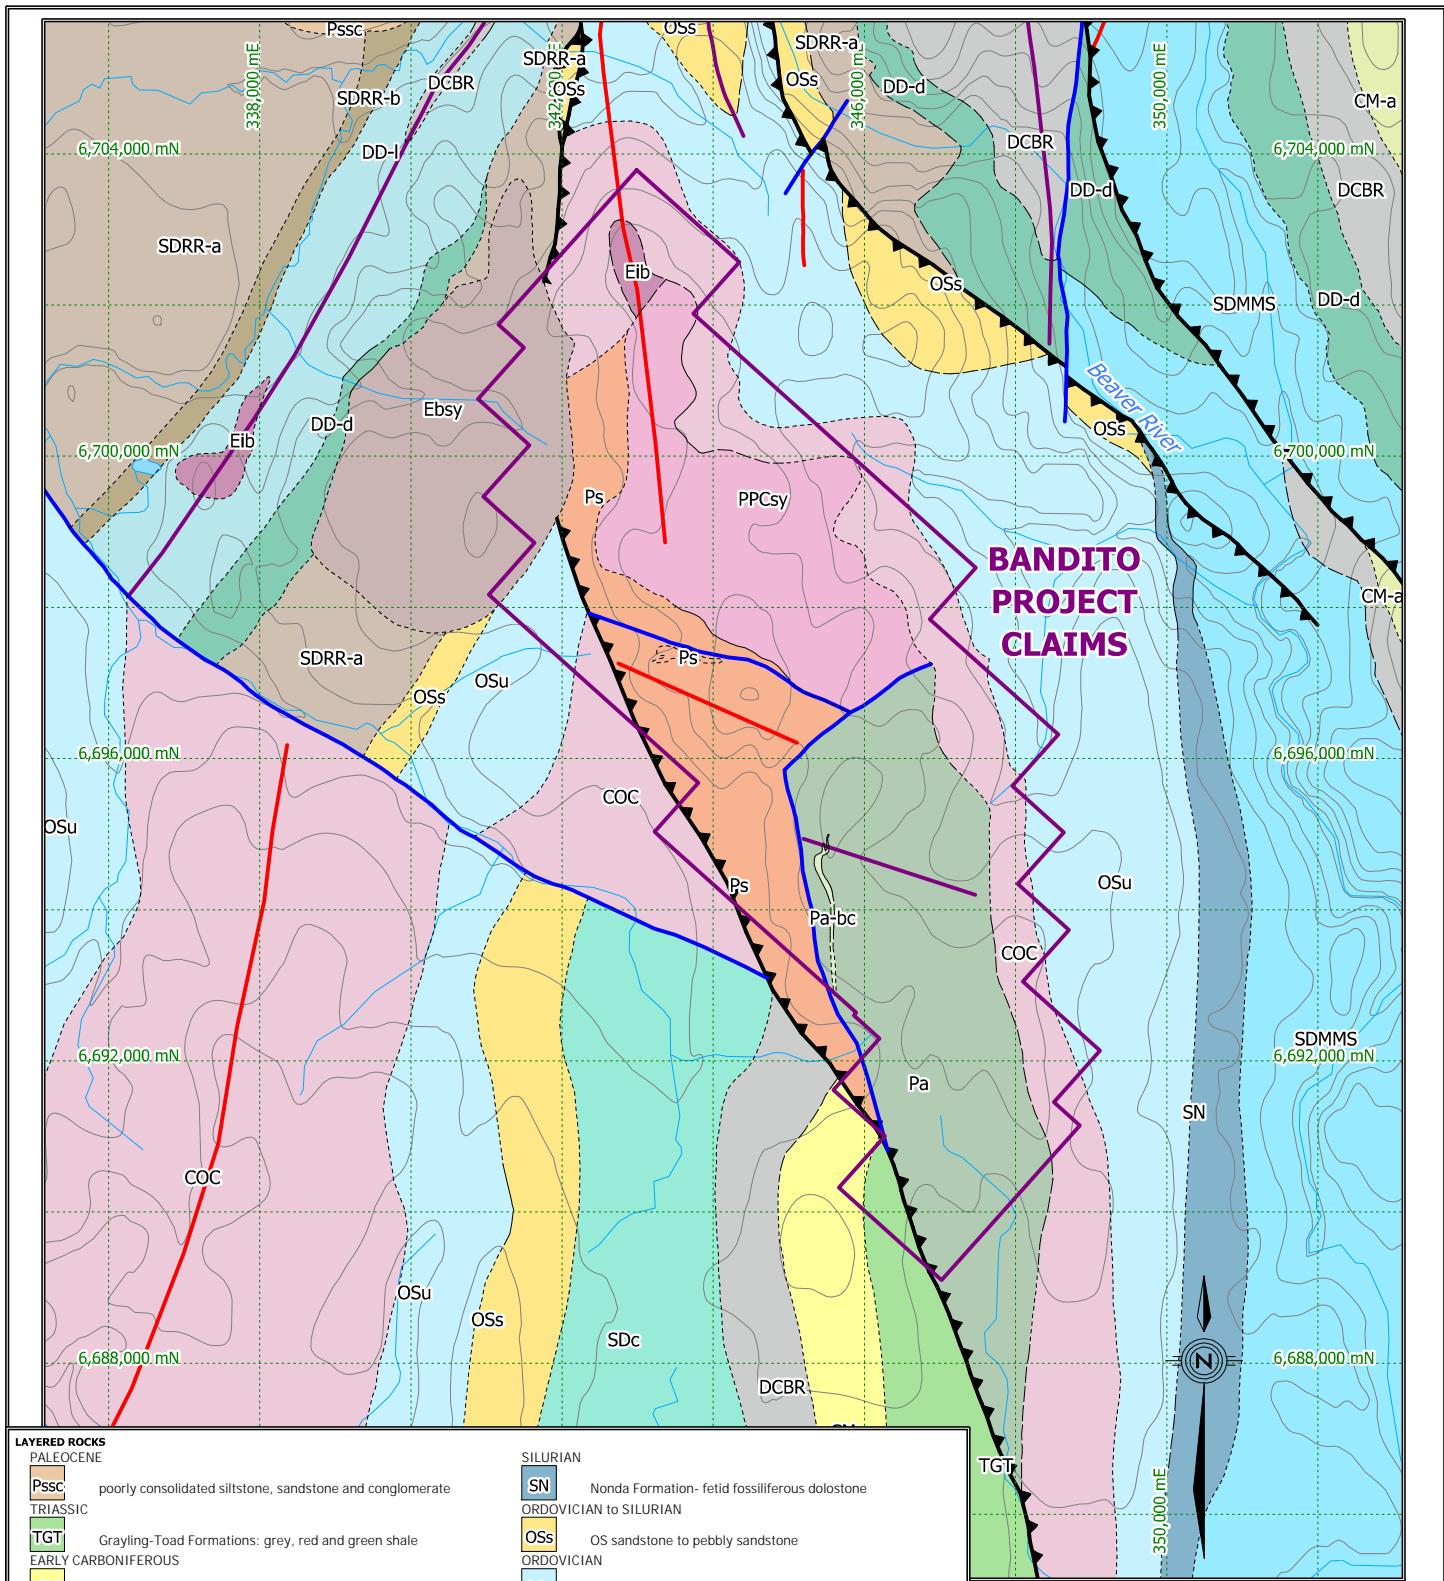 Pssc
OSs
SDRR-a
SDRR-a
338,000 mE
342,000 mE
346,000 mE
350,000 mE
DCBR
OSs
OSs
DD-d
SDRR-b
CM-a
6,704,000 mN
DD-l
DCBR
6,704,000 mN
DD-d
DCBR
SDRR-a
Eib
OSs
SDMMS
DD-d
Beaver River
Ebsy
DD-d
OSs
Eib
6,700,000 mN
6,700,000 mN
Ps
PPCsy
BANDITO
PROJECT
CLAIMS
CM-a
SDRR-a
Ps
OSu
OSs
6,696,000 mN
6,696,000 mN
COC
OSu
Ps
OSu
Pa-bc
COC
SDMMS
6,692,000 mN
6,692,000 mN
Pa
SN
COC
OSu
OSs
SDc
N
6,688,000 mN
6,688,000 mN
DCBR
TGT
350,000 mE
LAYERED ROCKS
PALEOCENE
Pssc poorly consolidated siltstone, sandstone and conglomerate
TRIASSIC
TGT Grayling-Toad Formations: grey, red and green shale
EARLY CARBONIFEROUS
SILURIAN
SN Nonda Formation- fetid fossiliferous dolostone
ORDOVICIAN to SILURIAN
OSs OS sandstone to pebbly sandstone
ORDOVICIAN